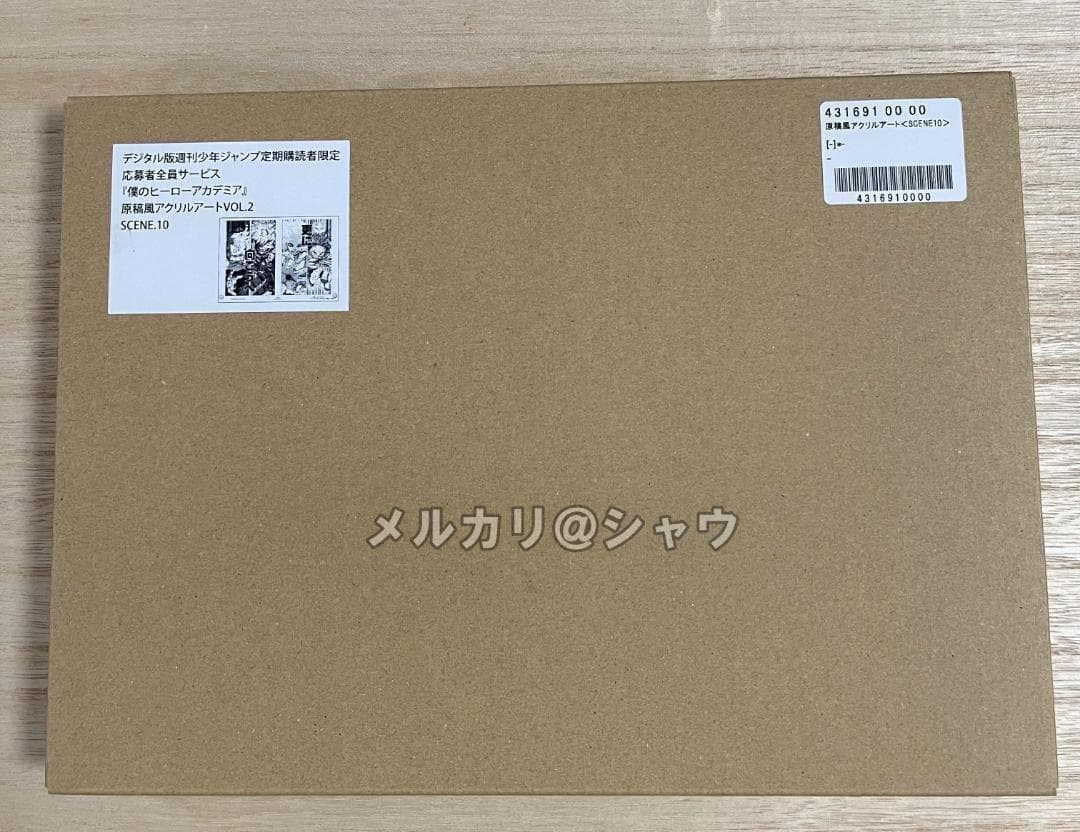 デジタル版週刊少年ジャンプ定期購読者限定
応募者全員サービス
『僕のヒーローアカデミア』
原稿風アクリルアートVOL.2
SCENE.10
431691 00 00
原稿風アクリルアート<SCENE10>
[-]*-
-
4316910000
メルカリ@シャウ